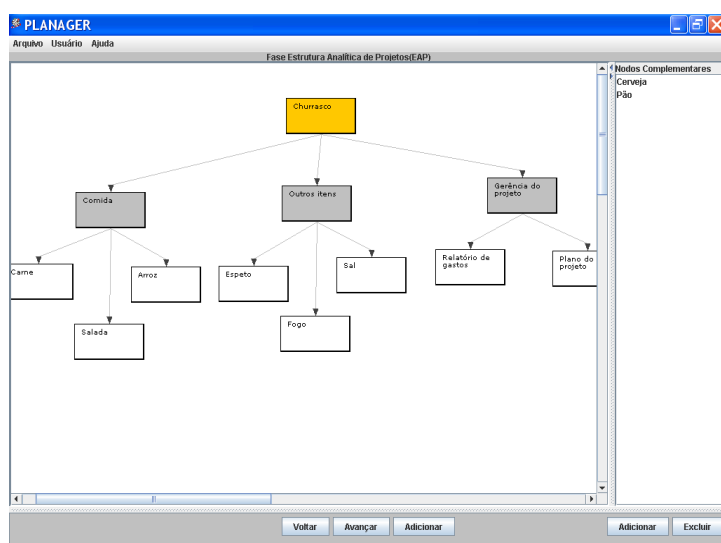 PLANAGER
Arquivo Usuário Ajuda
Fase Estrutura Analítica de Projetos(EAP)
Nodos Complementares
Cerveja
Pão
Churrasco
Comida
Outros itens
Gerência do
projeto
Carne
Arroz
Espeto
Sal
Relatório de
gastos
Plano do
projeto
Salada
Fogo
Voltar Avançar Adicionar
Adicionar Excluir